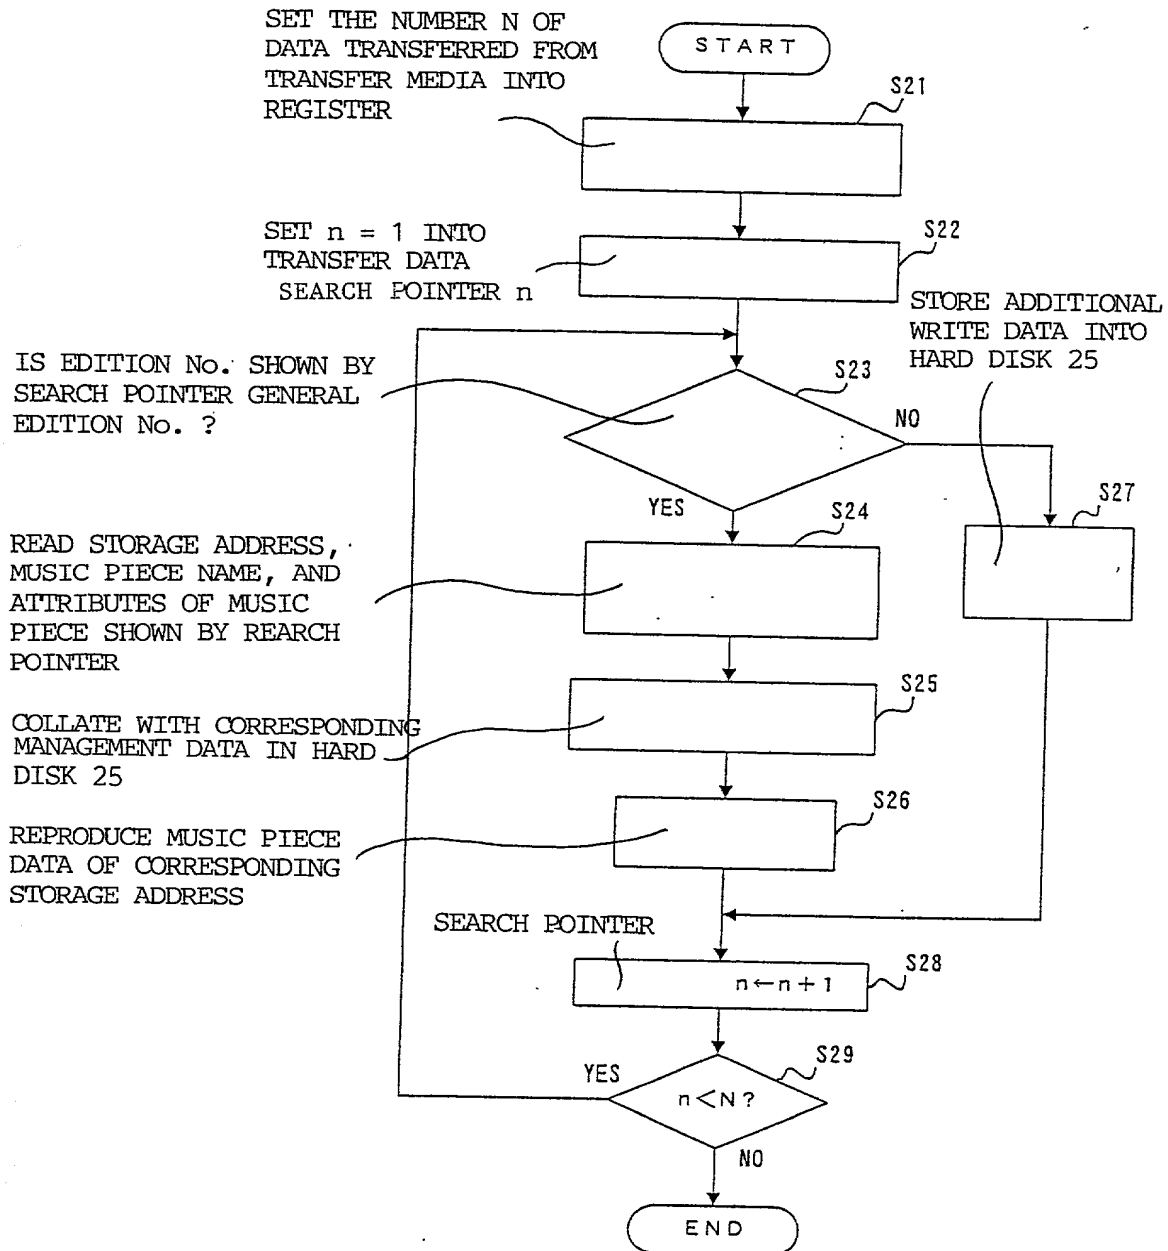 SET THE NUMBER N OF
DATA TRANSFERRED FROM
TRANSFER MEDIA INTO
REGISTER
START
S21
SET n = 1 INTO
TRANSFER DATA
SEARCH POINTER n
S22
STORE ADDITIONAL
WRITE DATA INTO
HARD DISK 25
IS EDITION No. SHOWN BY
SEARCH POINTER GENERAL
EDITION No. ?
S23
NO
YES
S27
S24
READ STORAGE ADDRESS,
MUSIC PIECE NAME, AND
ATTRIBUTES OF MUSIC
PIECE SHOWN BY REARCH
POINTER
S25
COLLATE WITH CORRESPONDING
MANAGEMENT DATA IN HARD
DISK 25
S26
REPRODUCE MUSIC PIECE
DATA OF CORRESPONDING
STORAGE ADDRESS
SEARCH POINTER
n←n+1
S28
S29
YES
n<N?
NO
END